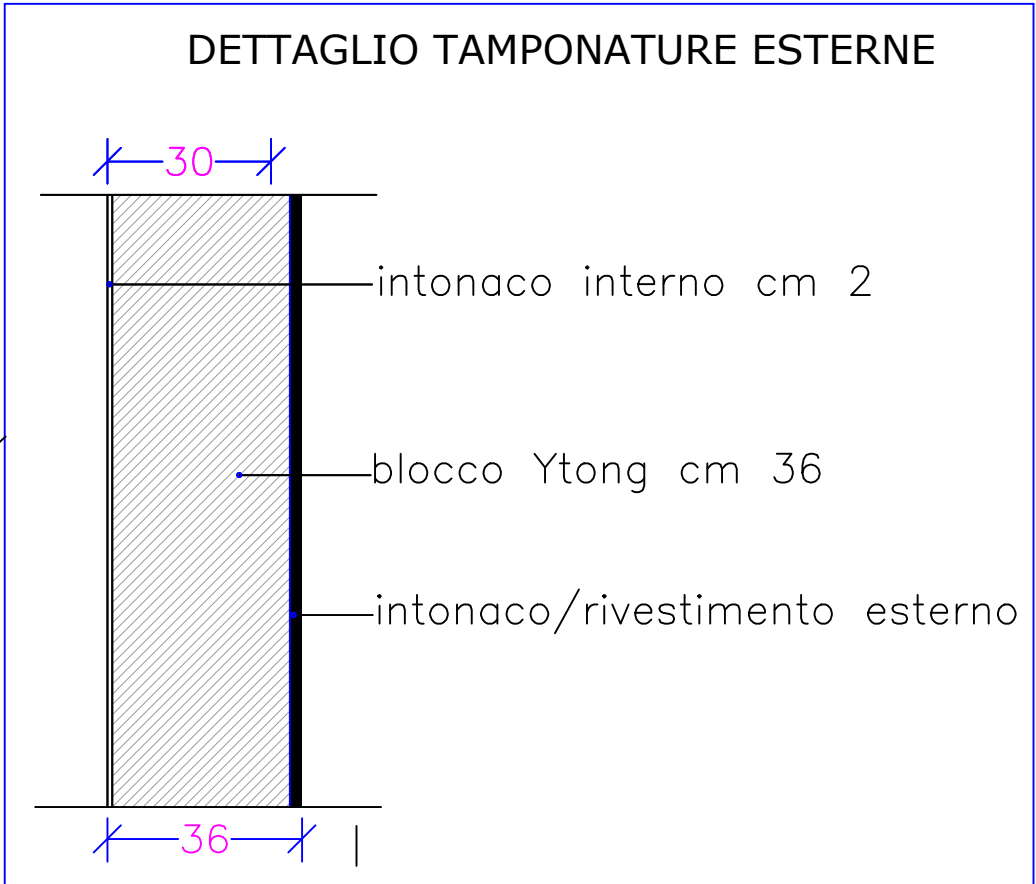 DETTAGLIO TAMPONATURE ESTERNE
30
intonaco interno cm 2
blocco Ytong cm 36
intonaco/rivestimento esterno
36